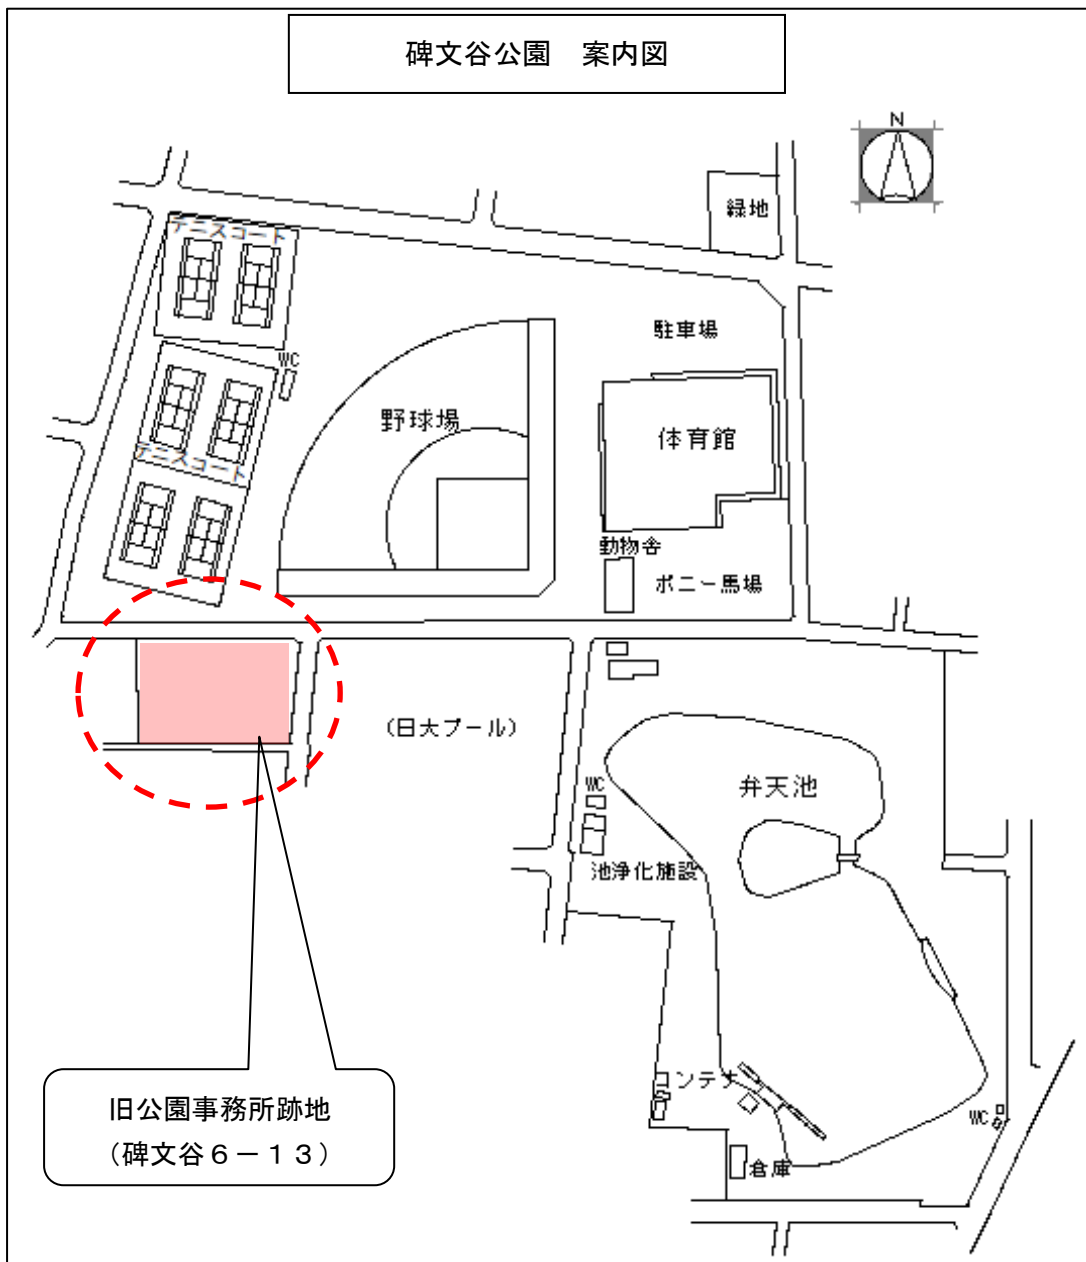 碑文谷公園　案内図
N
緑地
テニスコート
駐車場
WC
野球場
体育館
テニスコート
動物舎
ポニー馬場
(日大プール)
弁天池
WC
池浄化施設
コンテナ
旧公園事務所跡地
(碑文谷６－１３)
WC
倉庫